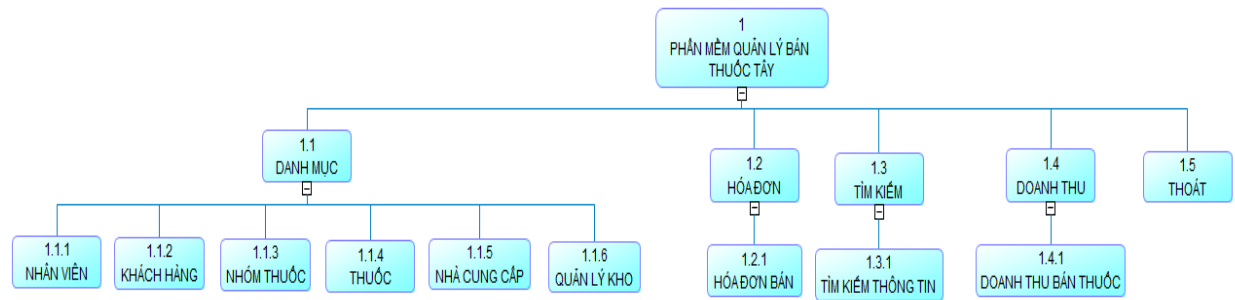 1
PHẦN MỀM QUẢN LÝ BÁN
THUỐC TÂY
1.1
DANH MỤC
1.2
HÓA ĐƠN
1.3
TÌM KIẾM
1.4
DOANH THU
1.5
THOÁT
1.1.1
NHÂN VIÊN
1.1.2
KHÁCH HÀNG
1.1.3
NHÓM THUỐC
1.1.4
THUỐC
1.1.5
NHÀ CUNG CẤP
1.1.6
QUẢN LÝ KHO
1.2.1
HÓA ĐƠN BÁN
1.3.1
TÌM KIẾM THÔNG TIN
1.4.1
DOANH THU BÁN THUỐC